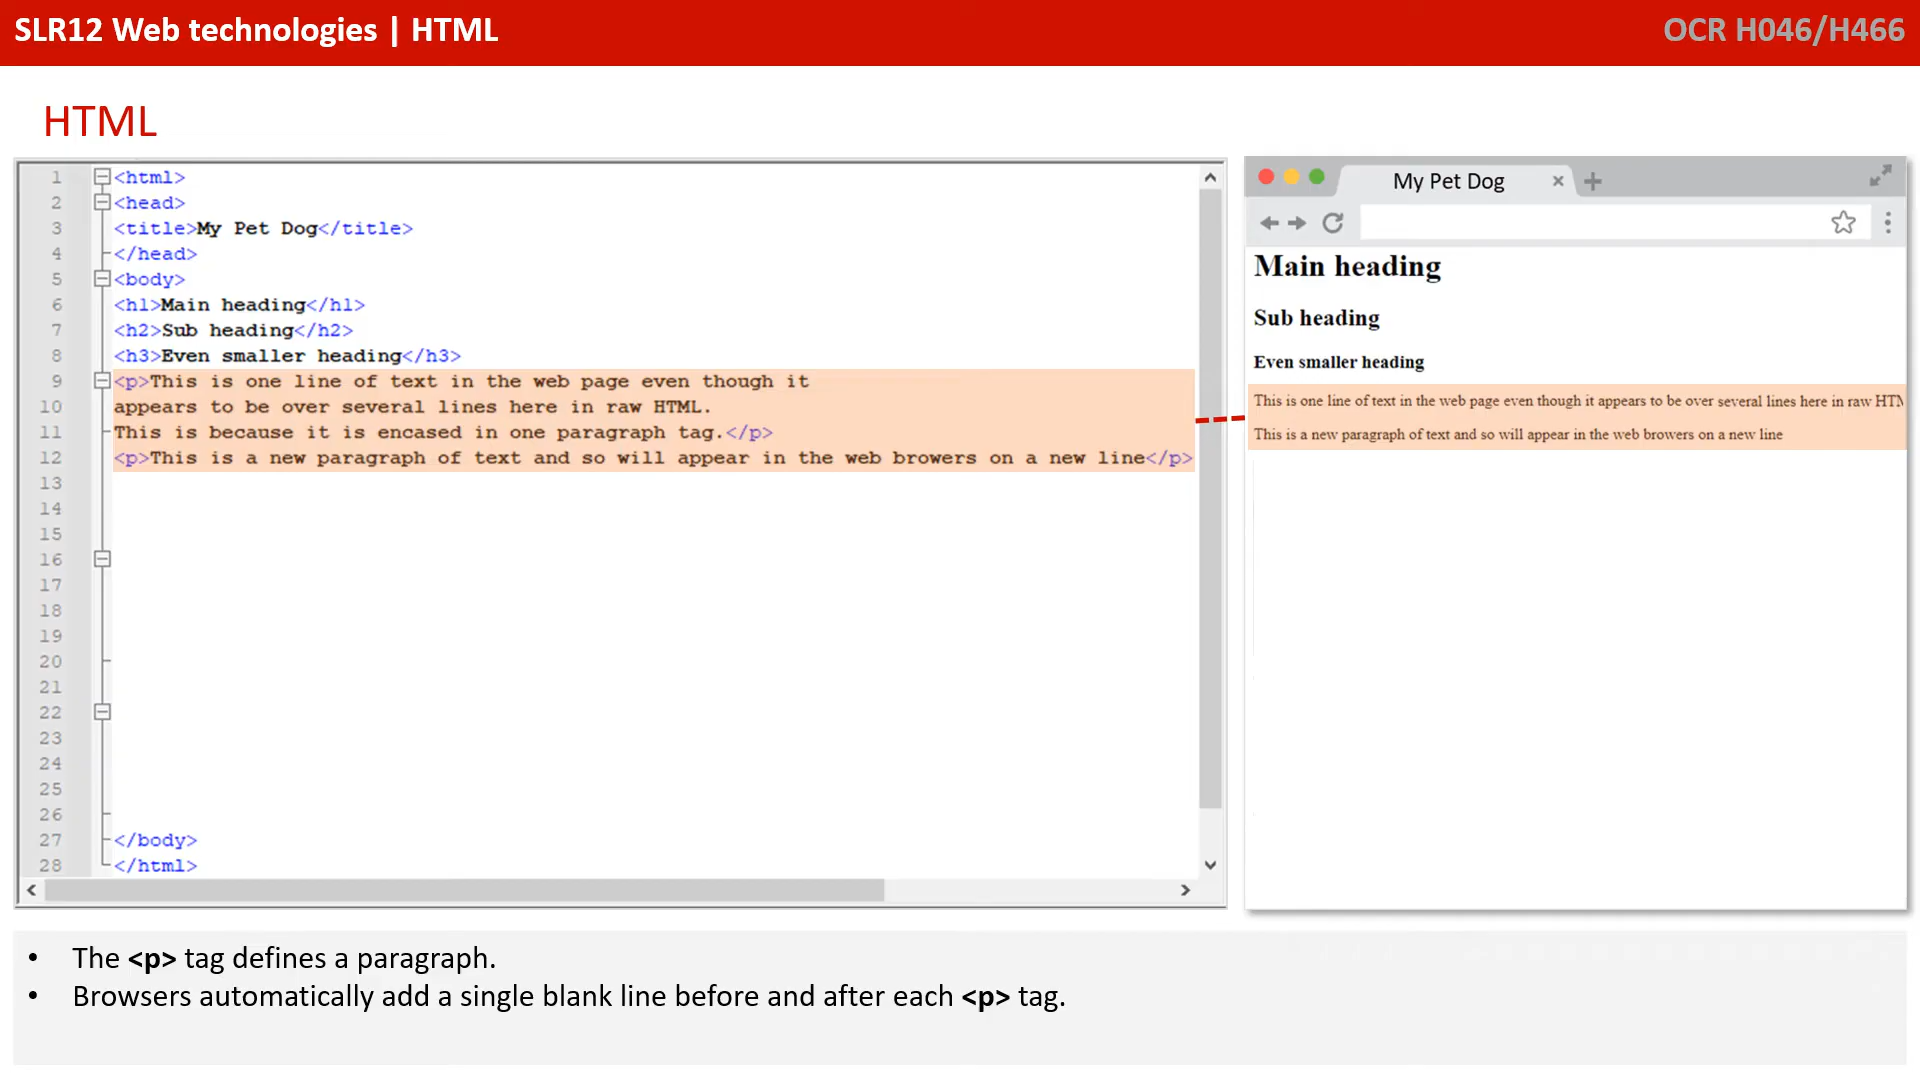 SLR12 Web technologies | HTML
OCR H046/H466
HTML
1 <html>
2 <head>
3 <title>My Pet Dog</title>
4 </head>
5 <body>
6 <h1>Main heading</h1>
7 <h2>Sub heading</h2>
8 <h3>Even smaller heading</h3>
9 <p>This is one line of text in the web page even though it
10 appears to be over several lines here in raw HTML.
11 This is because it is encased in one paragraph tag.</p>
12 <p>This is a new paragraph of text and so will appear in the web browers on a new line</p>
13
14
15
16
17
18
19
20
21
22
23
24
25
26
27 </body>
28 </html>
My Pet Dog
Main heading
Sub heading
Even smaller heading
This is one line of text in the web page even though it appears to be over several lines here in raw HTM
This is a new paragraph of text and so will appear in the web browers on a new line
• The <p> tag defines a paragraph.
• Browsers automatically add a single blank line before and after each <p> tag.